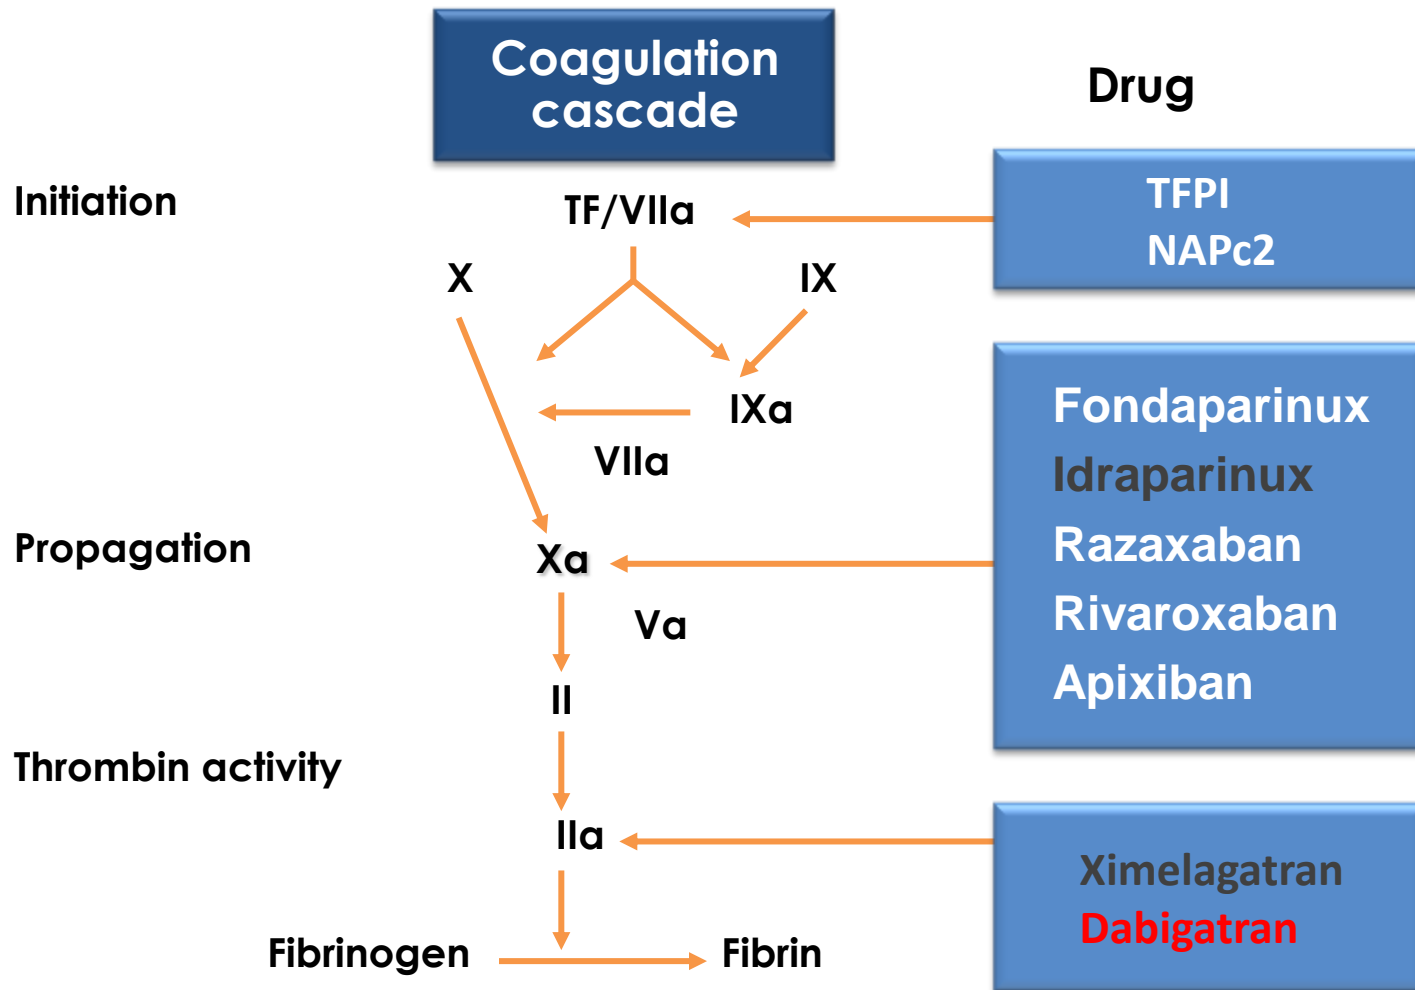 Coagulation
cascade
Drug
Initiation
TF/VIIa
TFPI
NAPc2
X
IX
IXa
VIIa
Fondaparinux
Idraparinux
Razaxaban
Rivaroxaban
Apixiban
Propagation
Xa
Va
II
Thrombin activity
IIa
Ximelagatran
Dabigatran
Fibrinogen
Fibrin